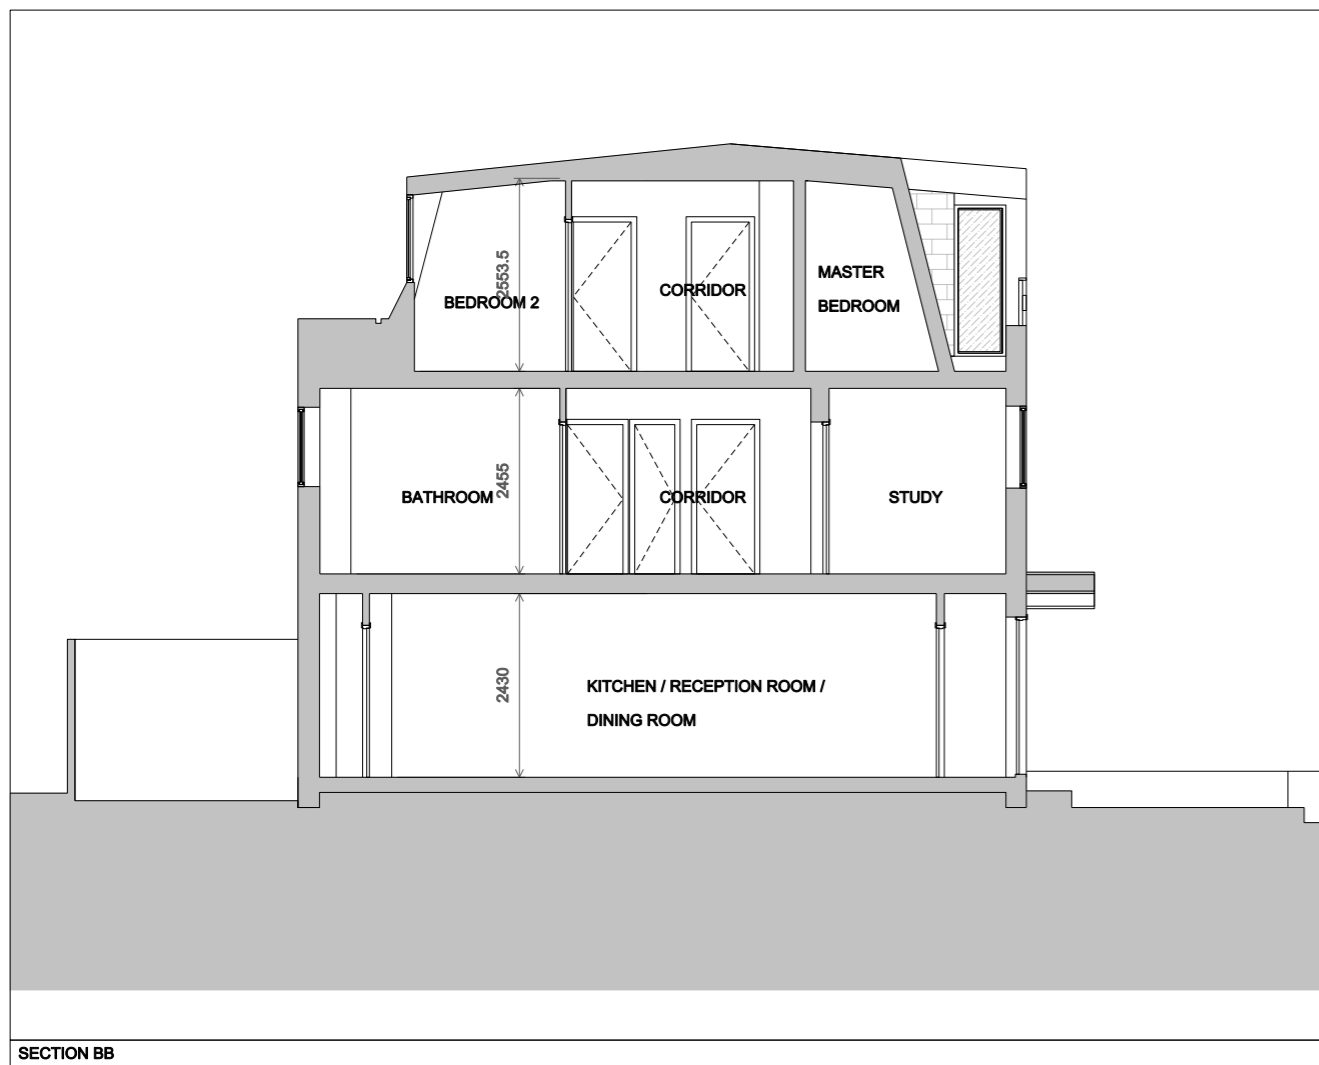 2553.5
BEDROOM 2
CORRIDOR
MASTER
BEDROOM
2455
BATHROOM
CORRIDOR
STUDY
2430
KITCHEN / RECEPTION ROOM /
DINING ROOM
SECTION BB